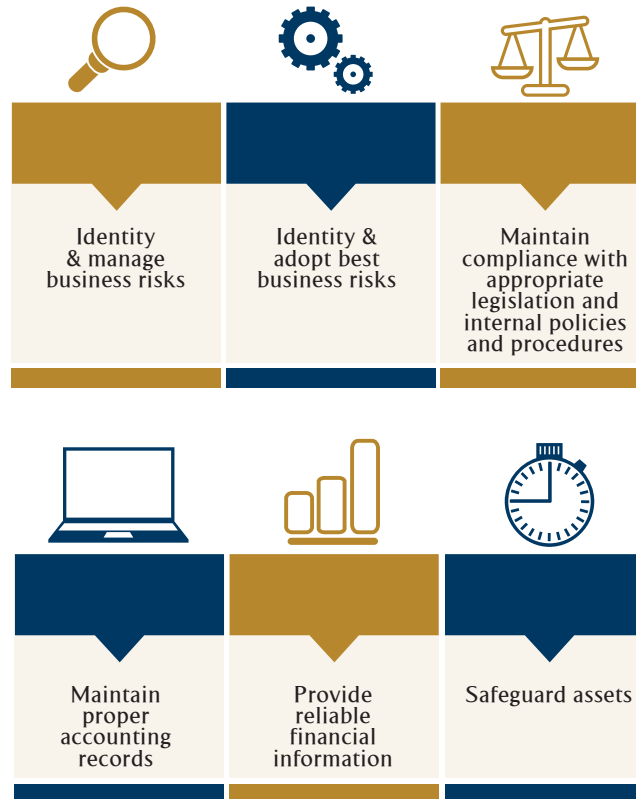 Identity
& manage
business risks
Identity &
adopt best
business risks
Maintain
compliance with
appropriate
legislation and
internal policies
and procedures
Maintain
proper
accounting
records
Provide
reliable
financial
information
Safeguard assets